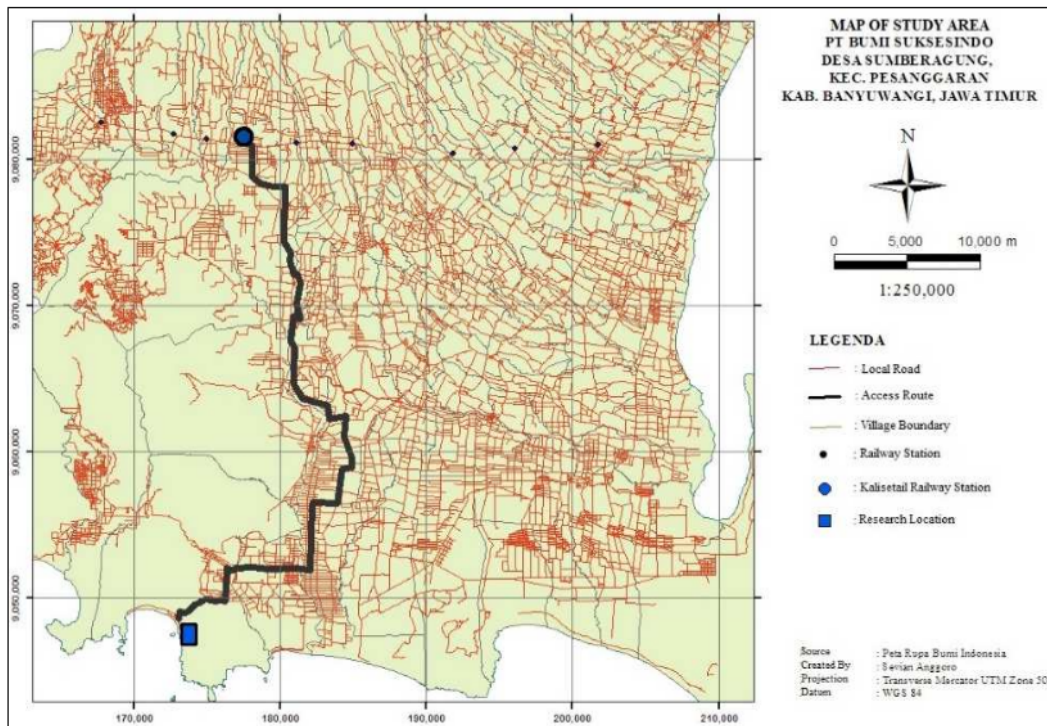 MAP OF STUDY AREA
PT BUMI SUKSESINDO
DESA SUMBERAGUNG,
KEC. PESANGGARAN
KAB. BANYUWANGI, JAWA TIMUR
N
0 5,000 10,000 m
1:250,000
LEGENDA
: Local Road
: Access Route
: Village Boundary
: Railway Station
: Kalisetail Railway Station
: Research Location
Source : Peta Rupa Bumi Indonesia
Created By : Sevian Anggoro
Projection : Transverse Mercator UTM Zone 50
Datum : WGS 84
9,080,000
9,070,000
9,060,000
9,050,000
170,000 180,000 190,000 200,000 210,000